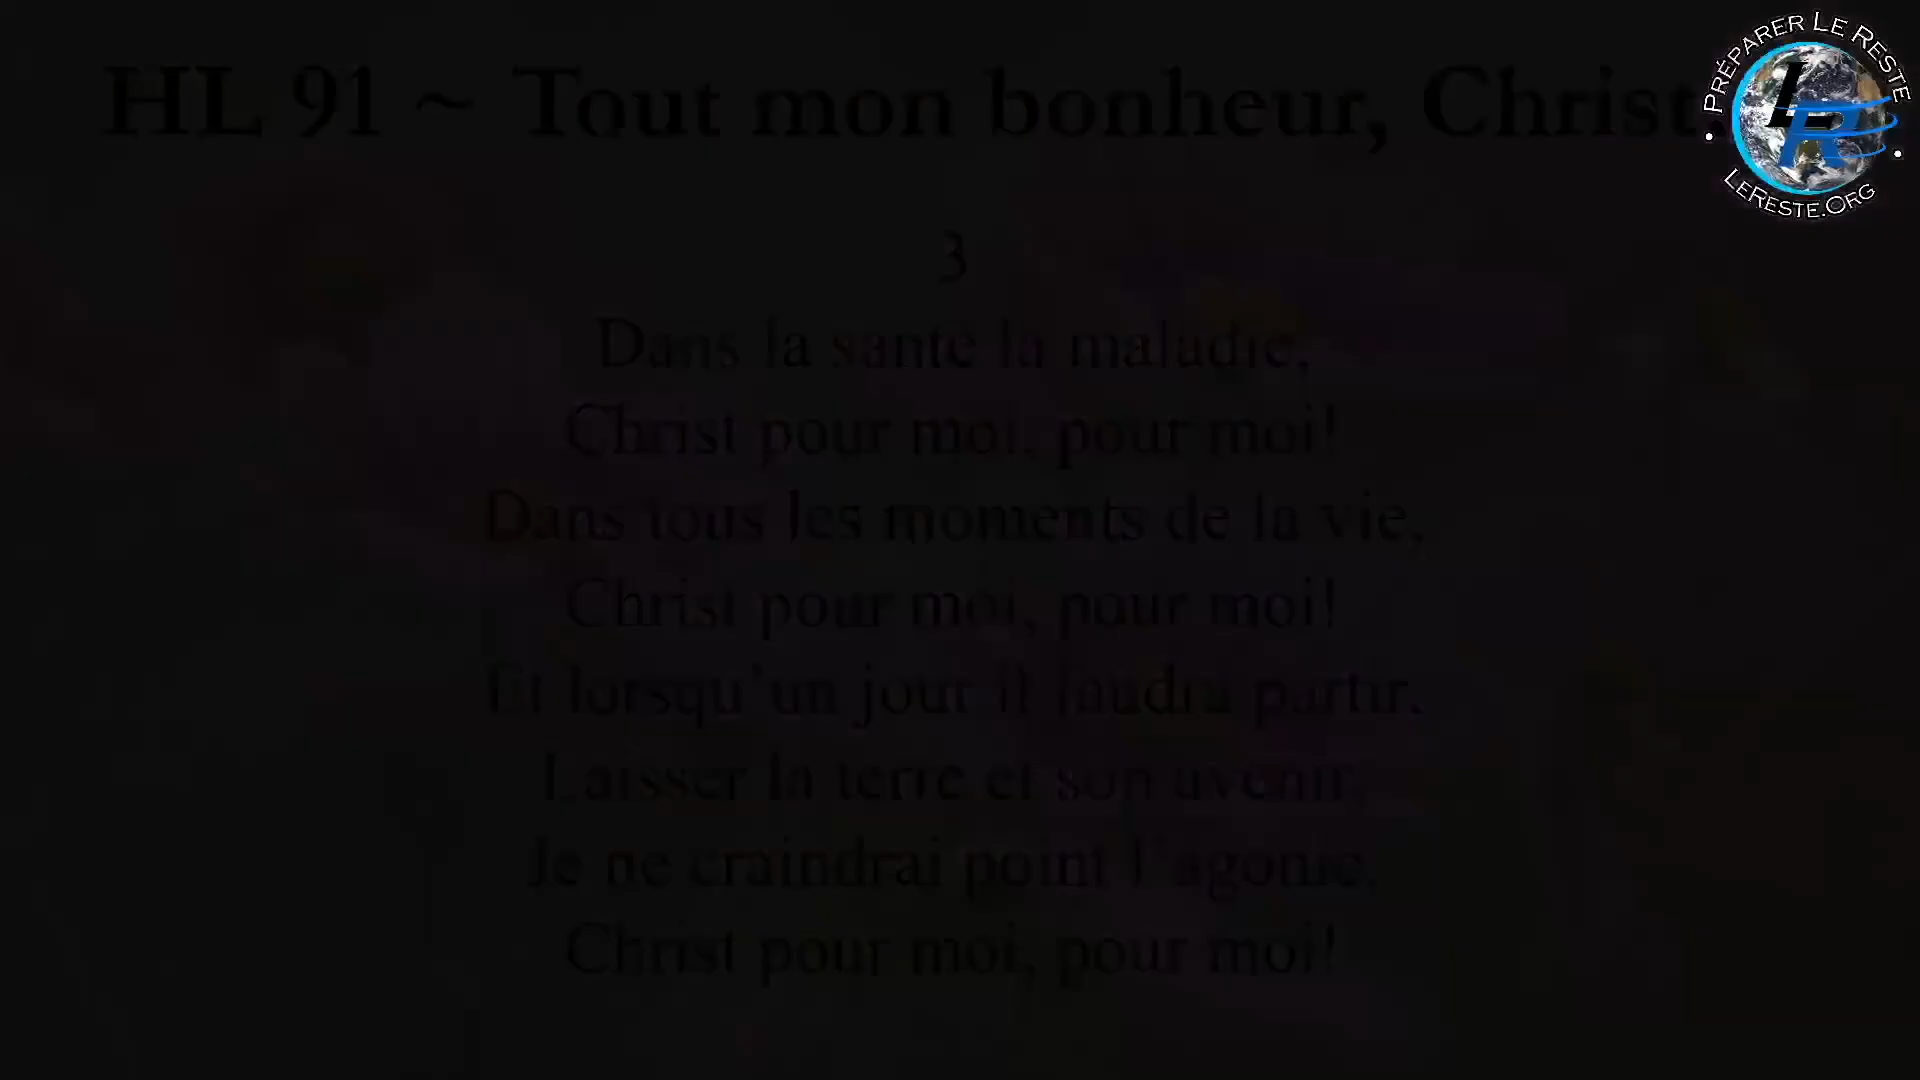 HL 91 ~ Tout mon bonheur, Christ
PRÉPARER LE RESTE
LR
LERESTE.ORG
3
Dans la santé la maladie,
Christ pour moi, pour moi!
Dans tous les moments de la vie,
Christ pour moi, pour moi!
Et lorsqu'un jour il faudra partir,
Laisser la terre et son avenir,
Je ne craindrai point l'agonie,
Christ pour moi, pour moi!